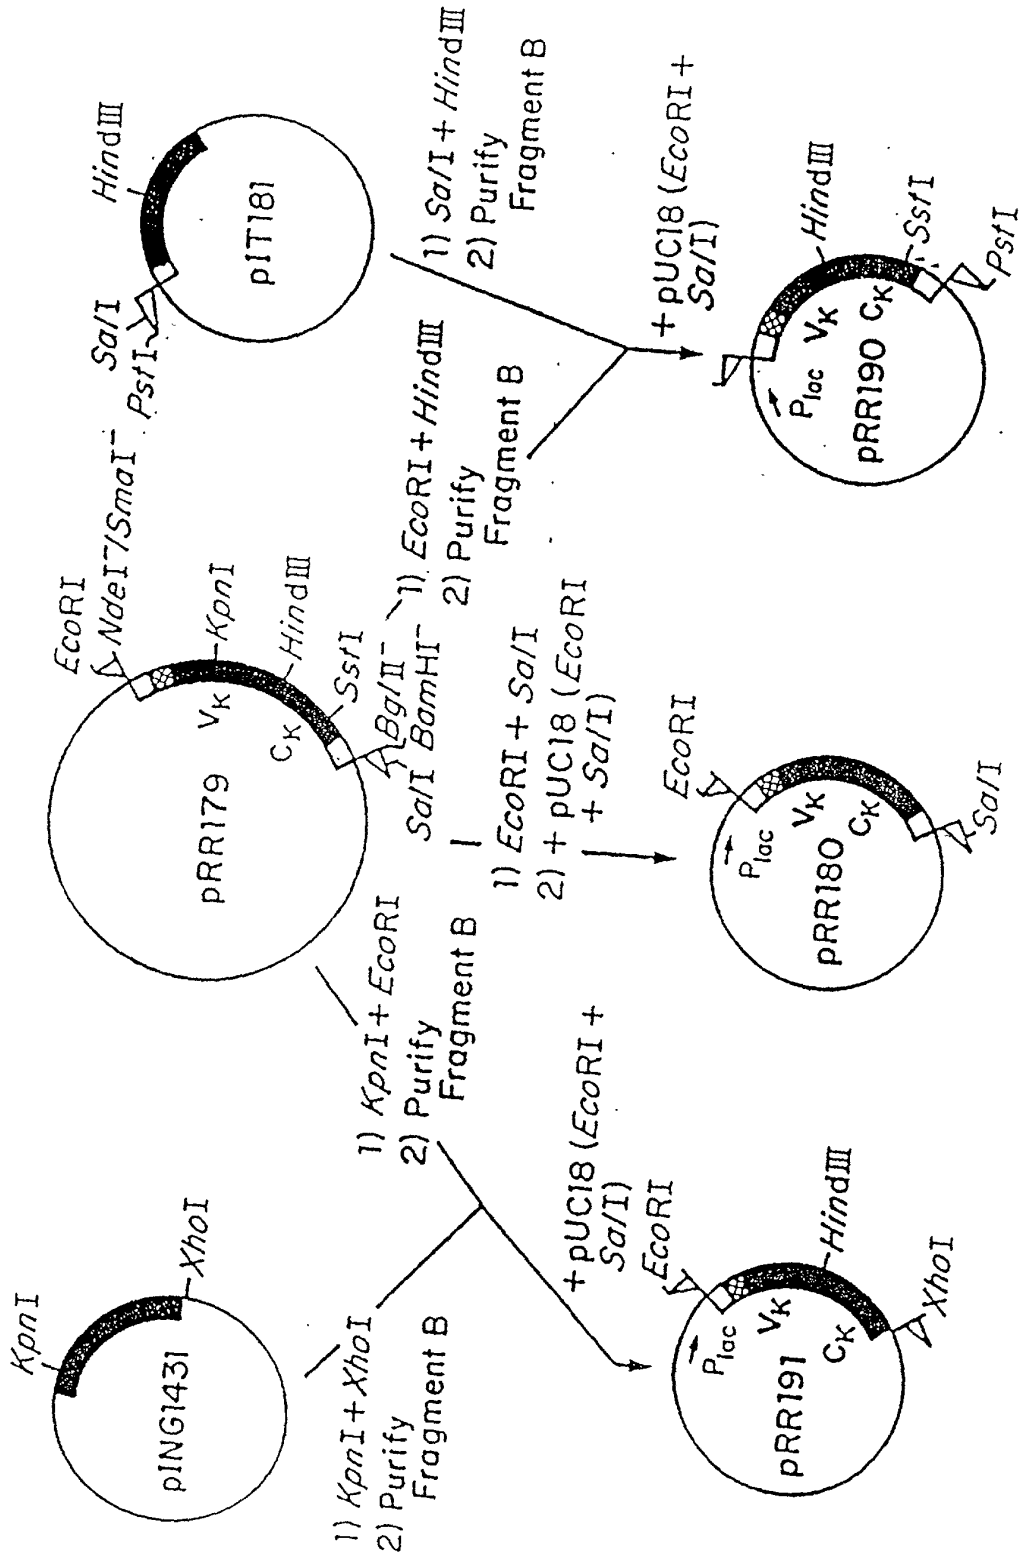 KpnI
XhoI
pING1431
1) KpnI + XhoI
2) Purify
Fragment B
EcoRI
NdeI⁻/SmaI⁻
KpnI
HindIII
SstI
VK
CK
pRR179
BglII⁻
SalI BamHI⁻
1) KpnI + EcoRI
2) Purify
Fragment B
1) EcoRI + SalI
2) + pUC18 (EcoRI
+ SalI)
1) EcoRI + HindIII
2) Purify
Fragment B
SalI
PstI
HindIII
pIT181
1) SalI + HindIII
2) Purify
Fragment B
+ pUC18 (EcoRI +
SalI)
EcoRI
Plac
VK
CK
HindIII
XhoI
pRR191
EcoRI
Plac
VK
CK
SalI
pRR180
+ pUC18 (EcoRI +
SalI)
Plac
VK
CK
HindIII
SstI
PstI
pRR190